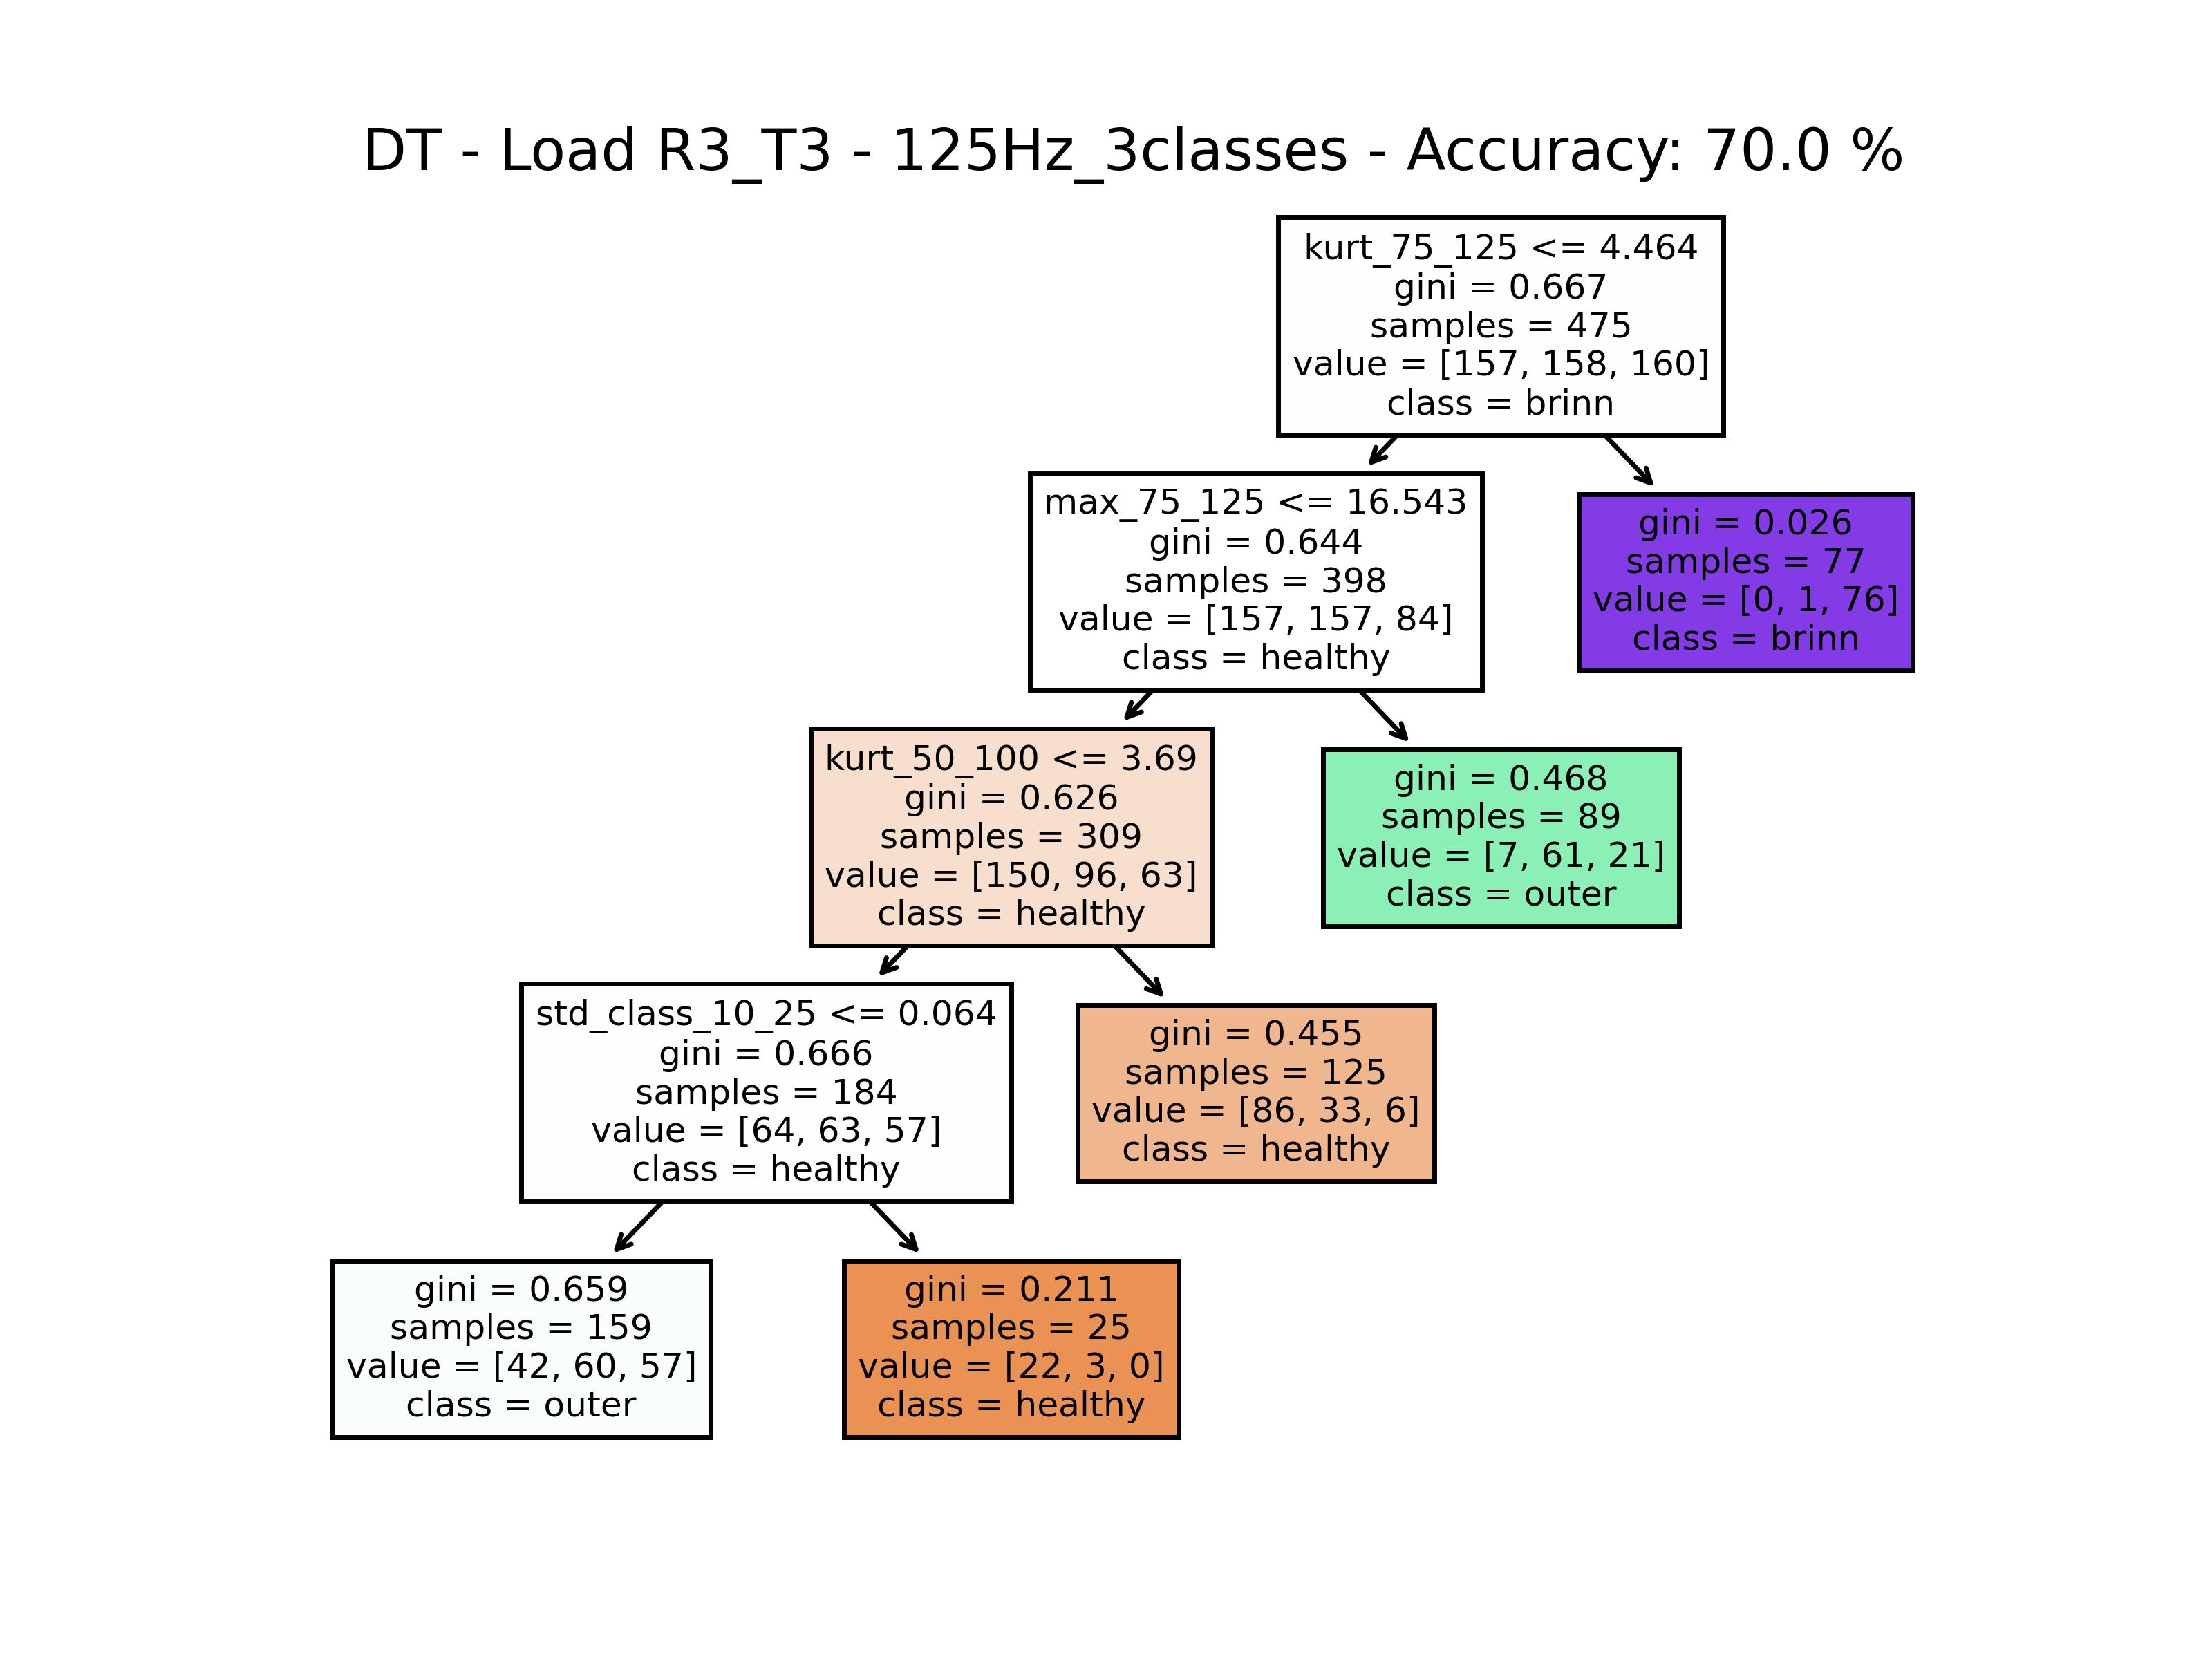 DT - Load R3_T3 - 125Hz_3classes - Accuracy: 70.0 %
kurt_75_125 <= 4.464
gini = 0.667
samples = 475
value = [157, 158, 160]
class = brinn
max_75_125 <= 16.543
gini = 0.644
samples = 398
value = [157, 157, 84]
class = healthy
gini = 0.026
samples = 77
value = [0, 1, 76]
class = brinn
kurt_50_100 <= 3.69
gini = 0.626
samples = 309
value = [150, 96, 63]
class = healthy
gini = 0.468
samples = 89
value = [7, 61, 21]
class = outer
std_class_10_25 <= 0.064
gini = 0.666
samples = 184
value = [64, 63, 57]
class = healthy
gini = 0.455
samples = 125
value = [86, 33, 6]
class = healthy
gini = 0.659
samples = 159
value = [42, 60, 57]
class = outer
gini = 0.211
samples = 25
value = [22, 3, 0]
class = healthy